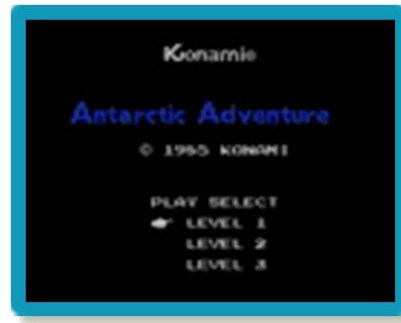 Konami®
Antarctic Adventure
© 1985 KONAMI
PLAY SELECT
LEVEL 1
LEVEL 2
LEVEL 3